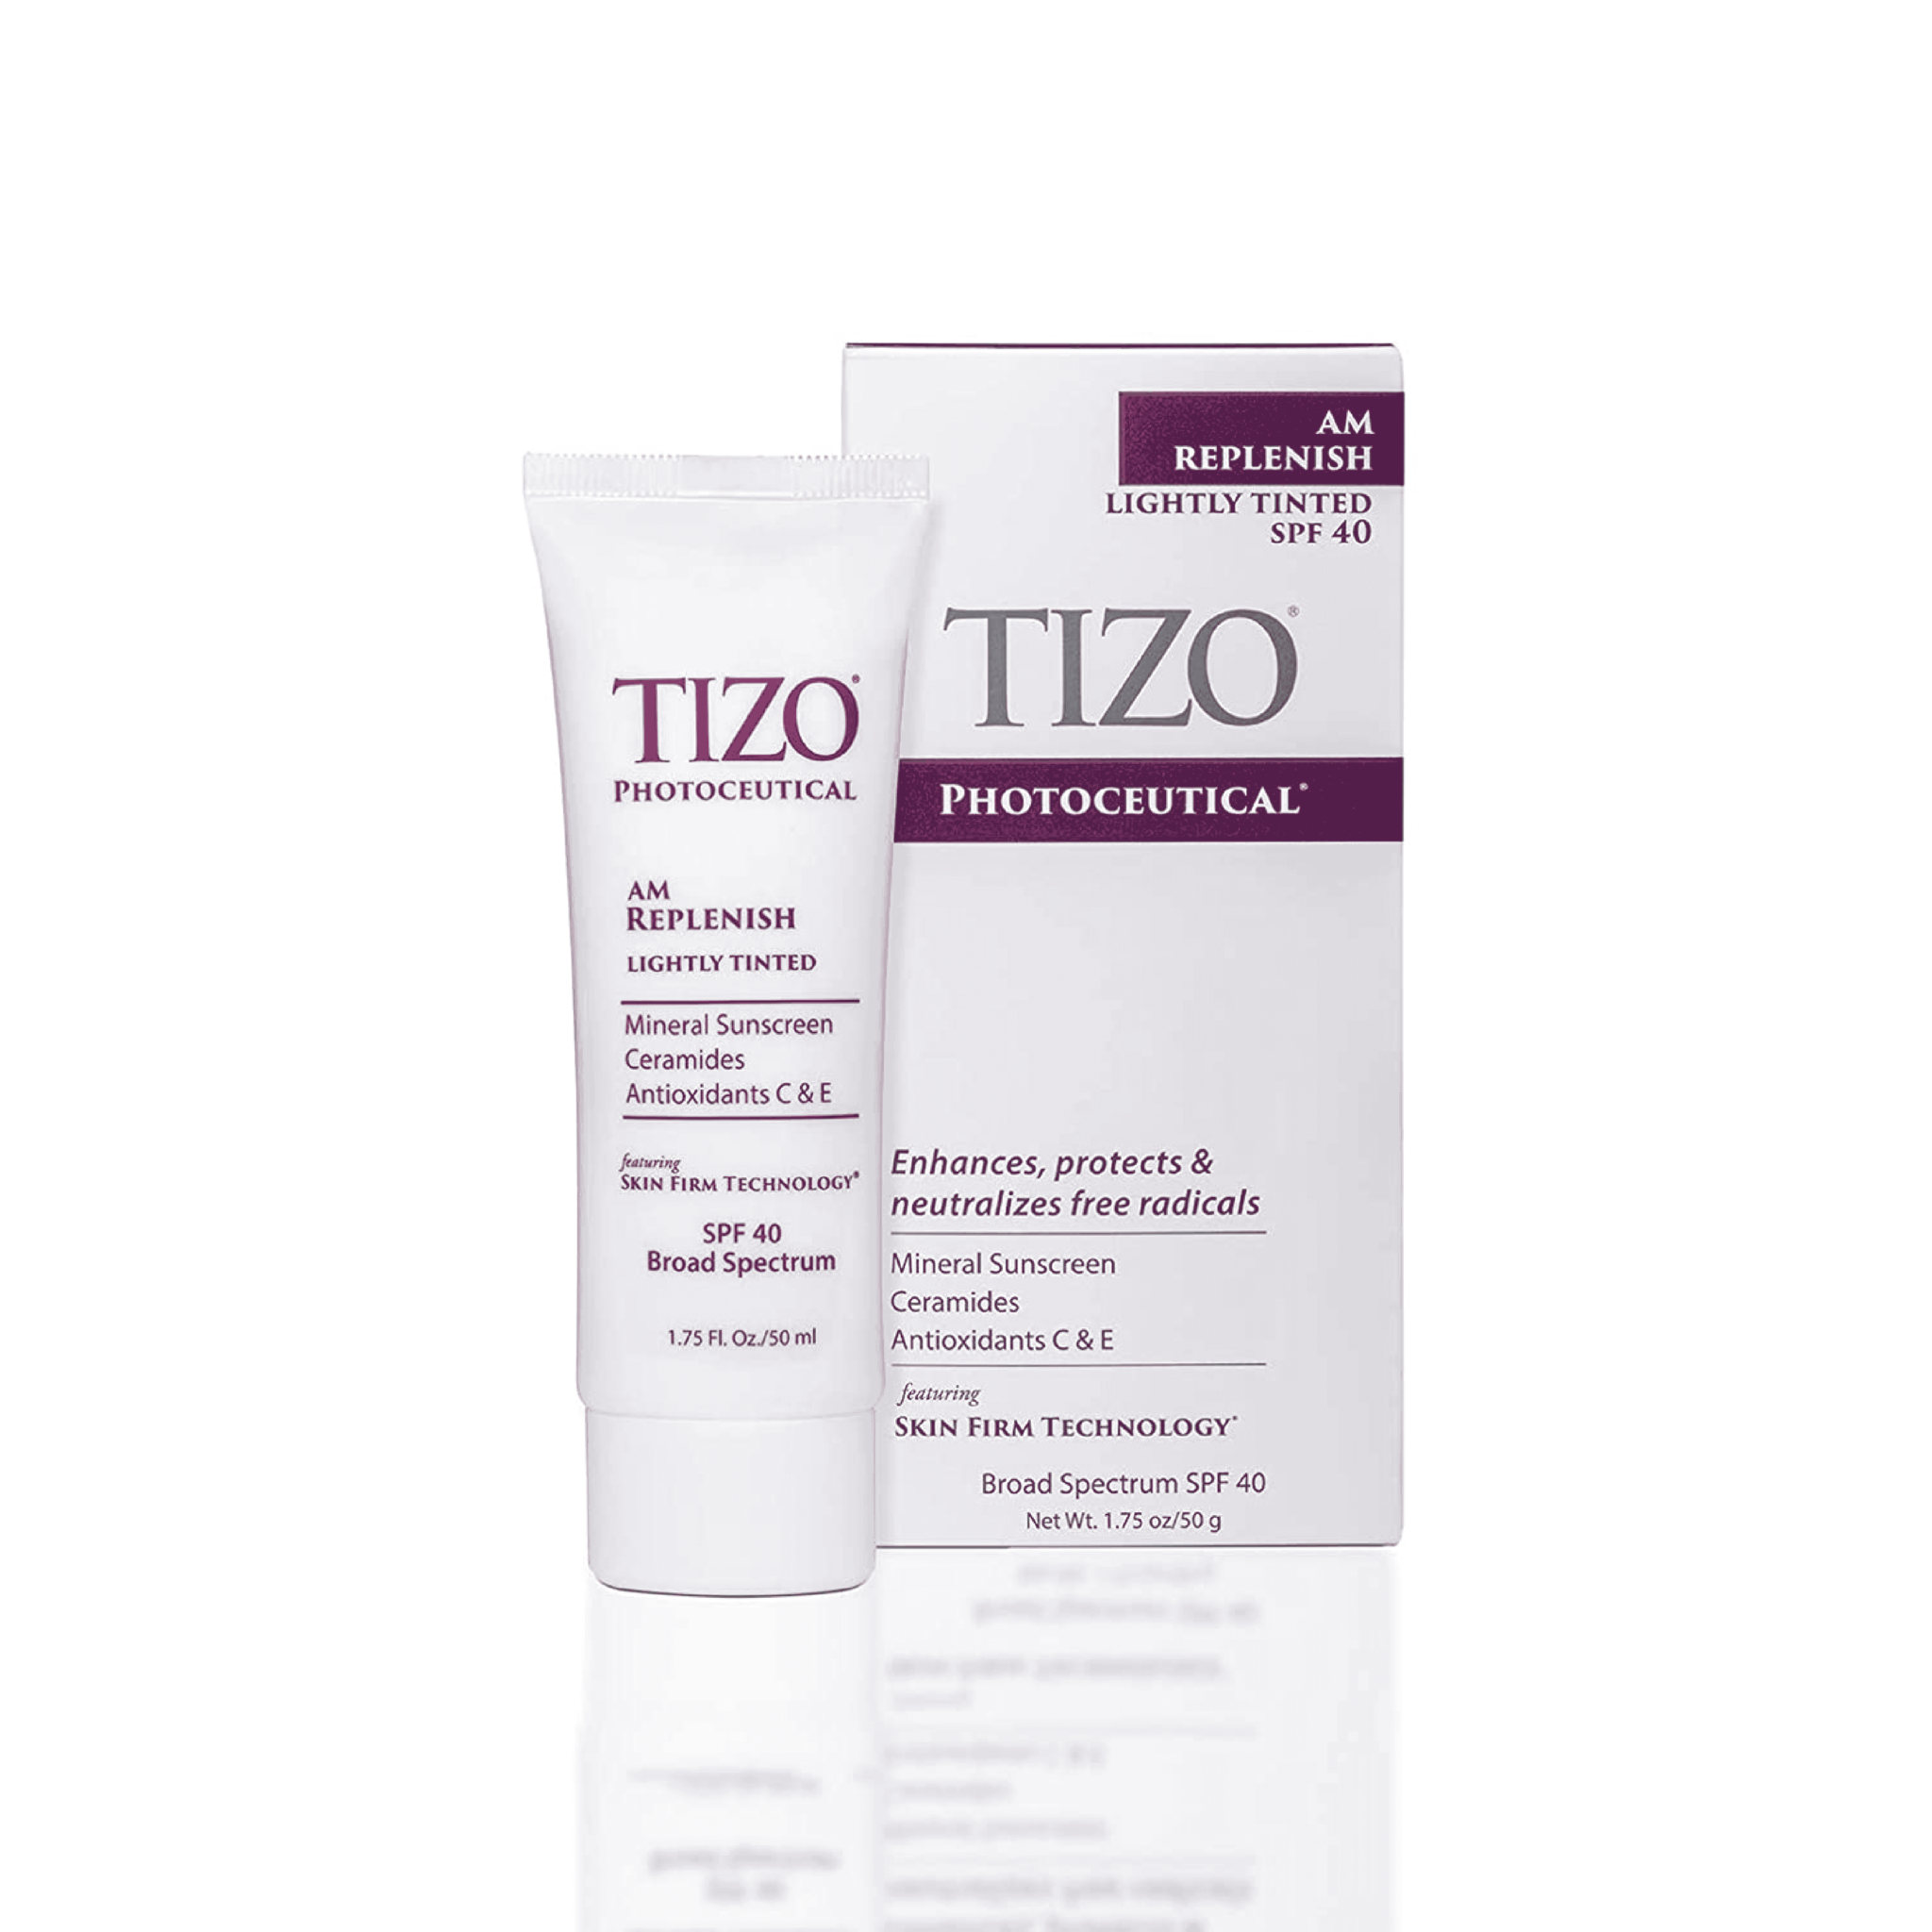 TIZO®
PHOTOCEUTICAL
AM
REPLENISH
LIGHTLY TINTED
Mineral Sunscreen
Ceramides
Antioxidants C & E
featuring
SKIN FIRM TECHNOLOGY®
SPF 40
Broad Spectrum
1.75 Fl. Oz./50 ml
AM
REPLENISH
LIGHTLY TINTED
SPF 40
TIZO®
PHOTOCEUTICAL®
Enhances, protects &
neutralizes free radicals
Mineral Sunscreen
Ceramides
Antioxidants C & E
featuring
SKIN FIRM TECHNOLOGY®
Broad Spectrum SPF 40
Net Wt. 1.75 oz/50 g